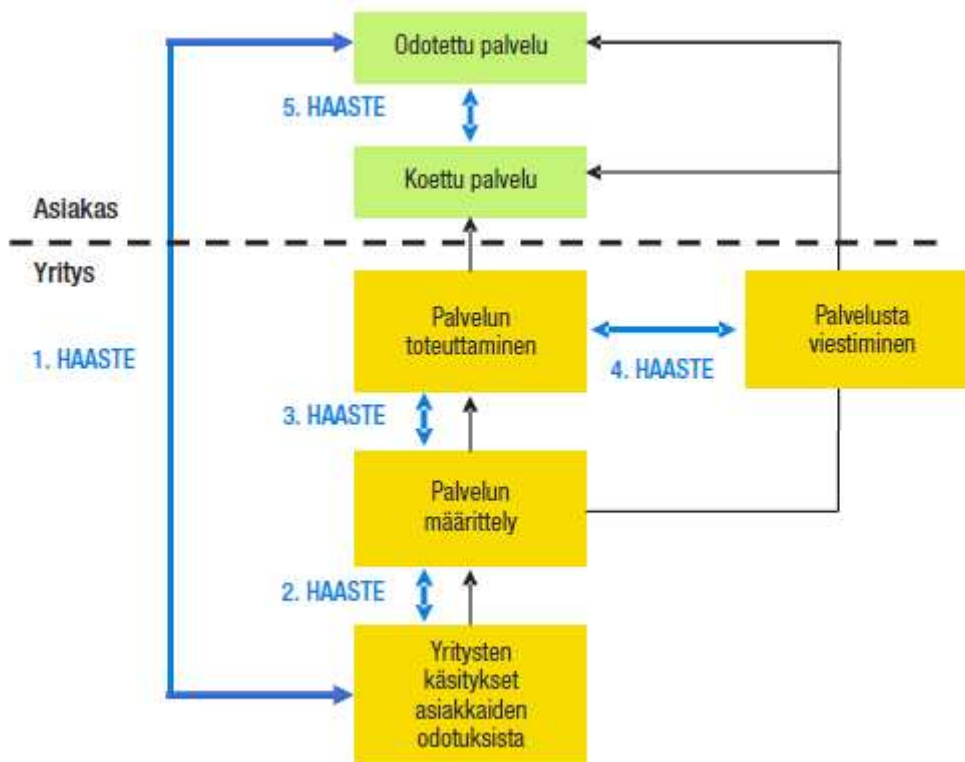 Odotettu palvelu
5. HAASTE
Koettu palvelu
Asiakas
Yritys
Palvelun
toteuttaminen
Palvelusta
viestiminen
1. HAASTE
4. HAASTE
3. HAASTE
Palvelun
määrittely
2. HAASTE
Yritysten
käsitykset
asiakkaiden
odotuksista